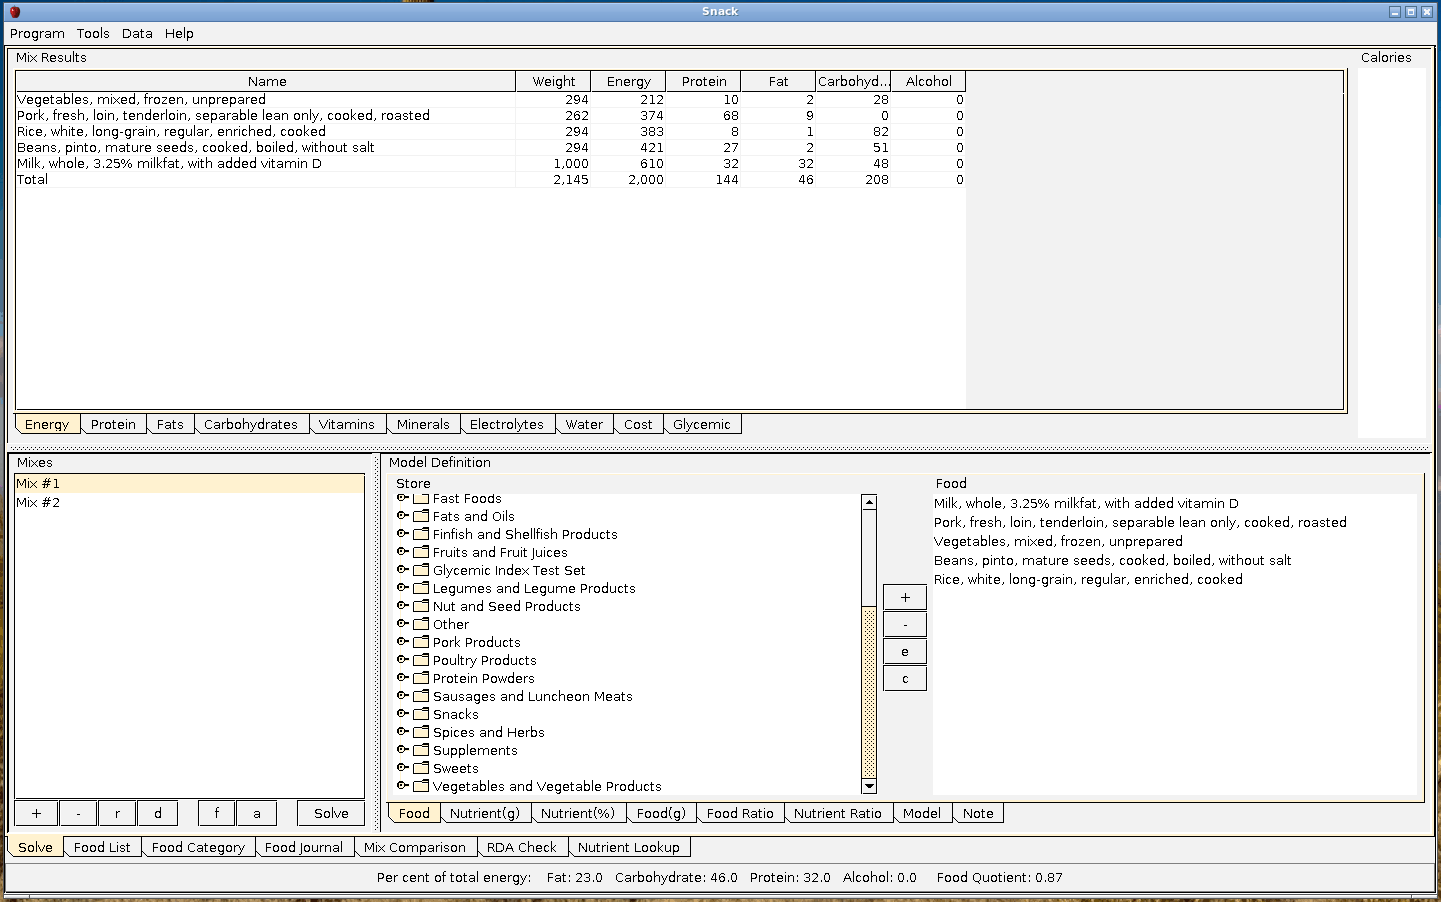 Snack
Program Tools Data Help
Mix Results
Calories
Name Weight Energy Protein Fat Carbohyd... Alcohol
Vegetables, mixed, frozen, unprepared 294 212 10 2 28 0
Pork, fresh, loin, tenderloin, separable lean only, cooked, roasted 262 374 68 9 0 0
Rice, white, long-grain, regular, enriched, cooked 294 383 8 1 82 0
Beans, pinto, mature seeds, cooked, boiled, without salt 294 421 27 2 51 0
Milk, whole, 3.25% milkfat, with added vitamin D 1,000 610 32 32 48 0
Total 2,145 2,000 144 46 208 0
Energy Protein Fats Carbohydrates Vitamins Minerals Electrolytes Water Cost Glycemic
Mixes
Mix #1
Mix #2
+ - r d f a Solve
Model Definition
Store
Fast Foods
Fats and Oils
Finfish and Shellfish Products
Fruits and Fruit Juices
Glycemic Index Test Set
Legumes and Legume Products
Nut and Seed Products
Other
Pork Products
Poultry Products
Protein Powders
Sausages and Luncheon Meats
Snacks
Spices and Herbs
Supplements
Sweets
Vegetables and Vegetable Products
+
-
e
c
Food
Milk, whole, 3.25% milkfat, with added vitamin D
Pork, fresh, loin, tenderloin, separable lean only, cooked, roasted
Vegetables, mixed, frozen, unprepared
Beans, pinto, mature seeds, cooked, boiled, without salt
Rice, white, long-grain, regular, enriched, cooked
Food Nutrient(g) Nutrient(%) Food(g) Food Ratio Nutrient Ratio Model Note
Solve Food List Food Category Food Journal Mix Comparison RDA Check Nutrient Lookup
Per cent of total energy: Fat: 23.0 Carbohydrate: 46.0 Protein: 32.0 Alcohol: 0.0 Food Quotient: 0.87